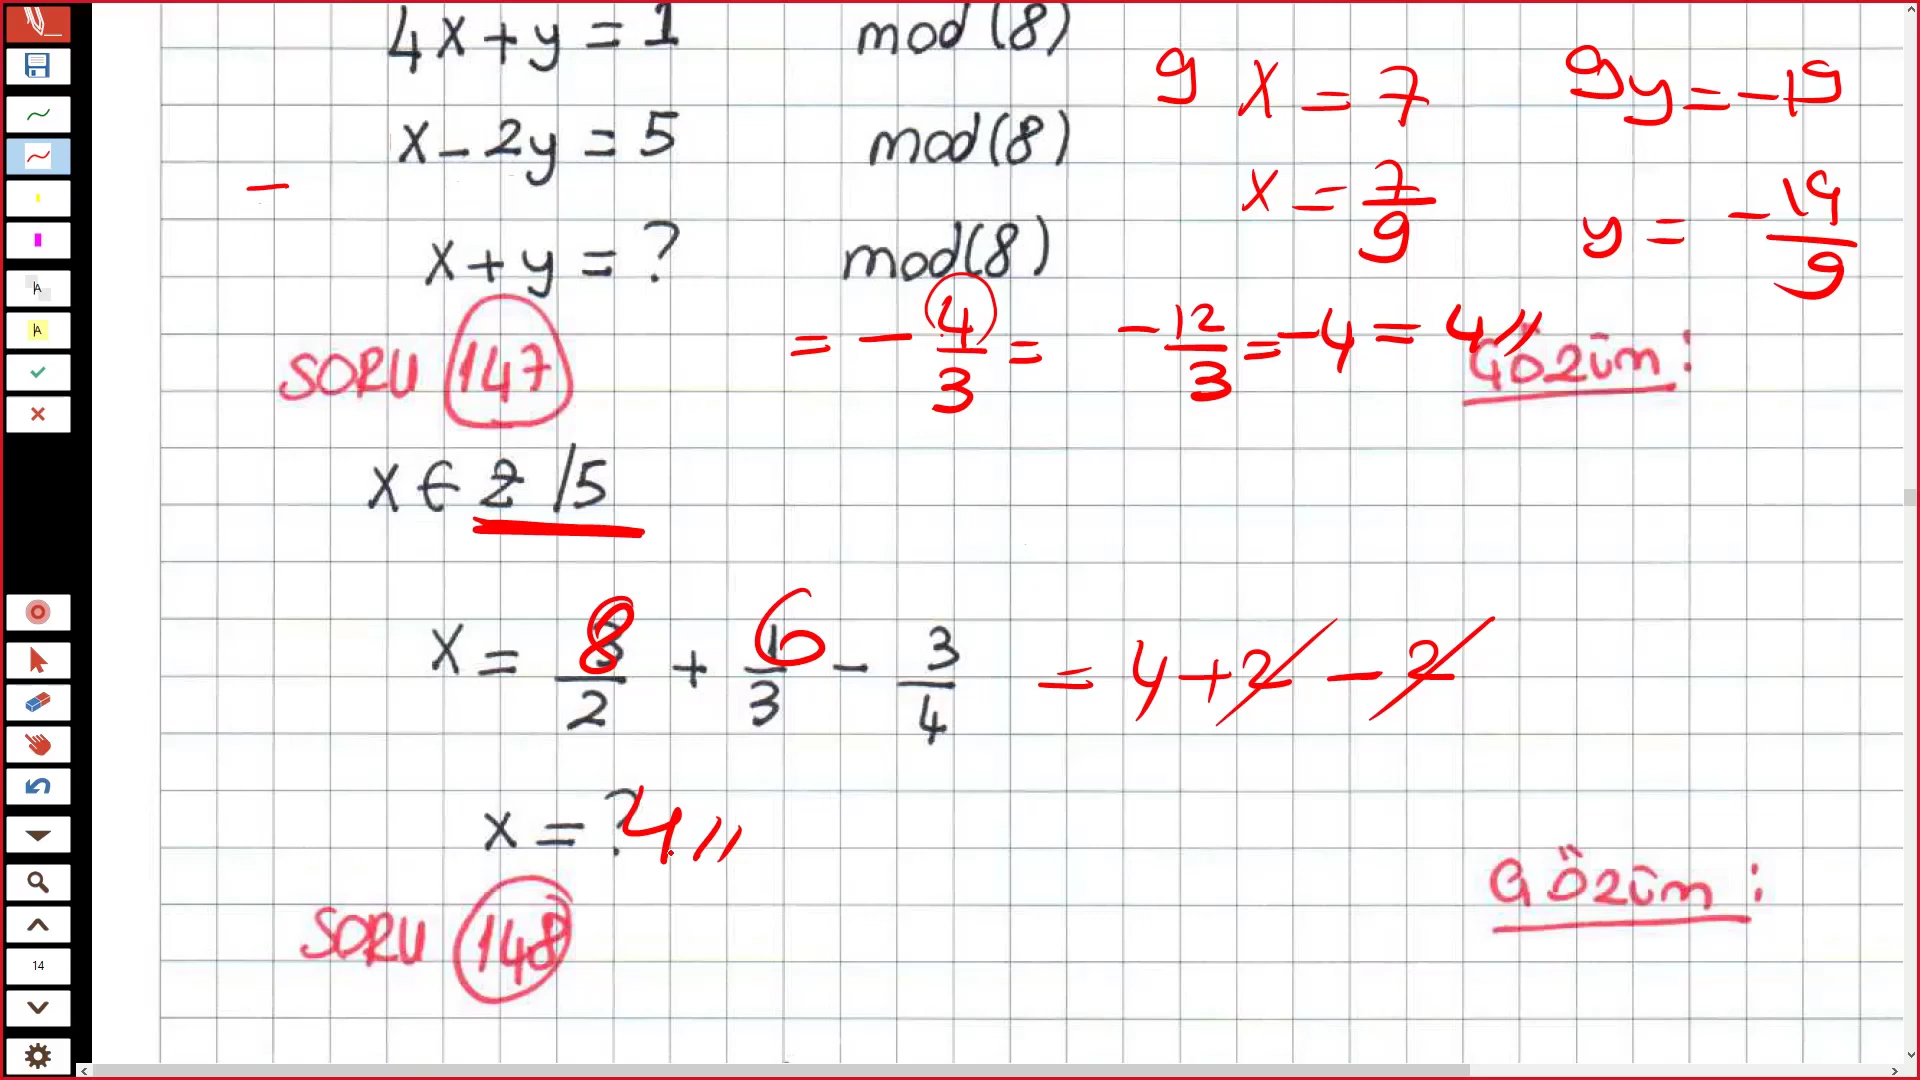 4x + y = 1 mod (8)
x - 2y = 5 mod (8)
x + y = ? mod (8)
9 x = 7
9y = -19
x = 7/9
y = -19/9
= - 4/3 = -12/3 = -4 = 4 //
SORU 147
Çözüm :
x ∈ Z /5
x = 8/2 + 6/3 - 3/4 = 4 + 2 - 2
x = ? 4 //
SORU 148
Çözüm :
14